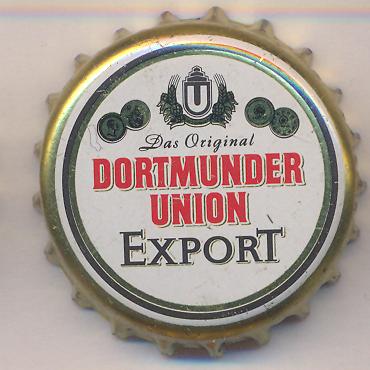 U
Das Original
DORTMUNDER
UNION
EXPORT